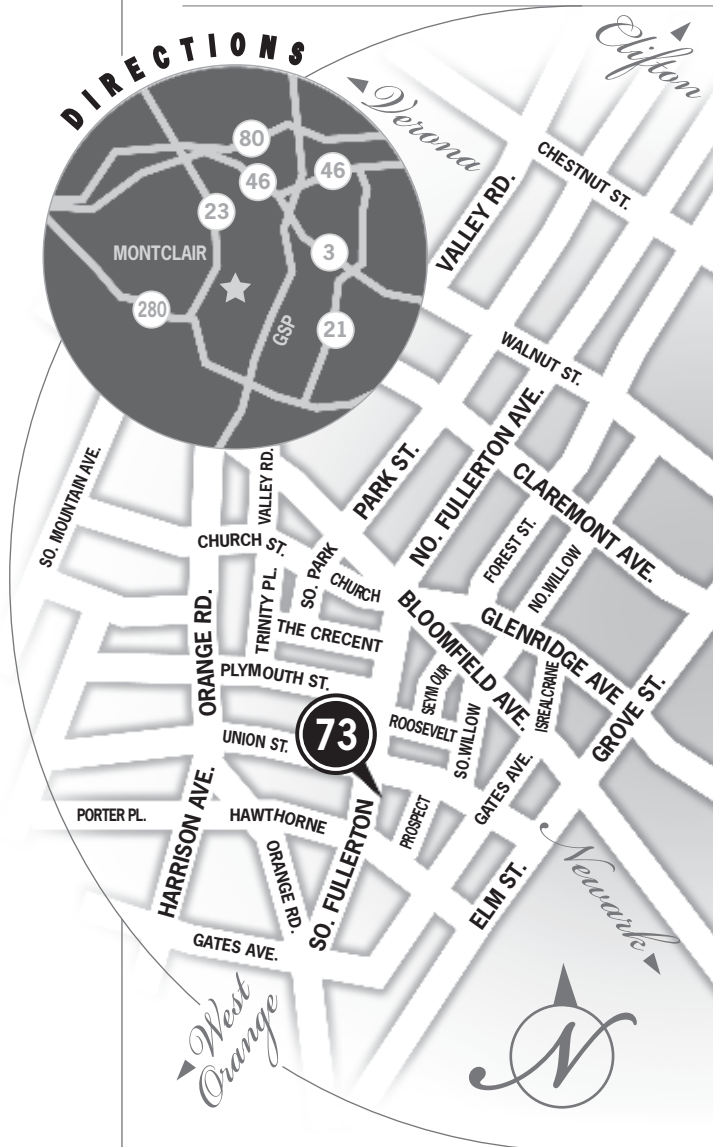 DIRECTIONS
Clifton
Verona
80
46
46
23
MONTCLAIR
3
280
GSP
21
CHESTNUT ST.
VALLEY RD.
WALNUT ST.
SO. MOUNTAIN AVE.
VALLEY RD.
PARK ST.
NO. FULLERTON AVE.
CLAREMONT AVE.
CHURCH ST.
SO. PARK
CHURCH
FOREST ST.
NO. WILLOW
ORANGE RD.
TRINITY PL.
THE CRECENT
BLOOMFIELD AVE.
GLENRIDGE AVE
PLYMOUTH ST.
SEYMOUR
ISREALCRANE
GROVE ST.
73
ROOSEVELT
SO. WILLOW
UNION ST.
GATES AVE.
PORTER PL.
HARRISON AVE.
HAWTHORNE
PROSPECT
ORANGE RD.
SO. FULLERTON
ELM ST.
Newark
GATES AVE.
West
Orange
N